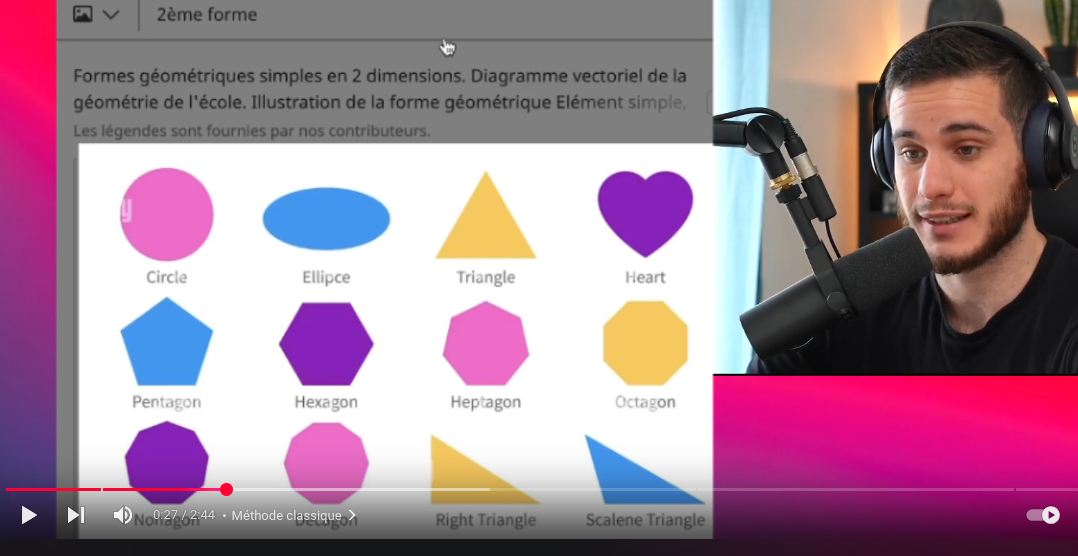 2ème forme
Formes géométriques simples en 2 dimensions. Diagramme vectoriel de la
géométrie de l'école. Illustration de la forme géométrique Elément simple,
Les légendes sont fournies par nos contributeurs.
y
Circle Ellipce Triangle Heart
Pentagon Hexagon Heptagon Octagon
Nonagon Decagon Right Triangle Scalene Triangle
0:27 / 2:44 • Méthode classique